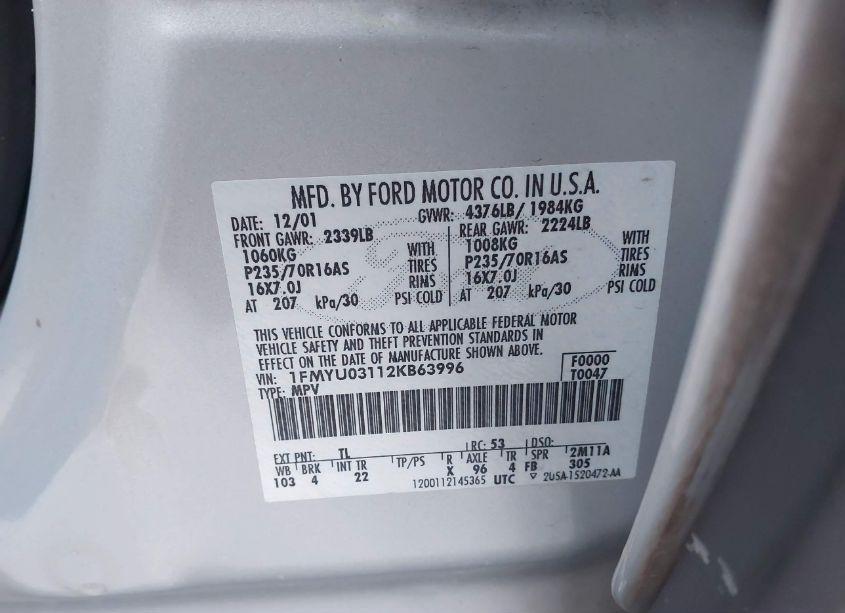 MFD. BY FORD MOTOR CO. IN U.S.A.
DATE: 12/01 GVWR: 4376LB/ 1984KG
FRONT GAWR: 2339LB REAR GAWR: 2224LB
1060KG WITH 1008KG WITH
P235/70R16AS TIRES P235/70R16AS TIRES
16X7.0J RIMS 16X7.0J RIMS
AT 207 kPa/30 PSI COLD AT 207 kPa/30 PSI COLD
THIS VEHICLE CONFORMS TO ALL APPLICABLE FEDERAL MOTOR
VEHICLE SAFETY AND THEFT PREVENTION STANDARDS IN
EFFECT ON THE DATE OF MANUFACTURE SHOWN ABOVE.
VIN: 1FMYU03112KB63996 F0000
TYPE: MPV T0047
EXT PNT: TL RC: 53 DSO:
WB BRK INT TR TP/PS R AXLE TR SPR 2M11A
103 4 22 X 96 4 FB 305
1200112145365 UTC ▽ 2USA-1520472-AA